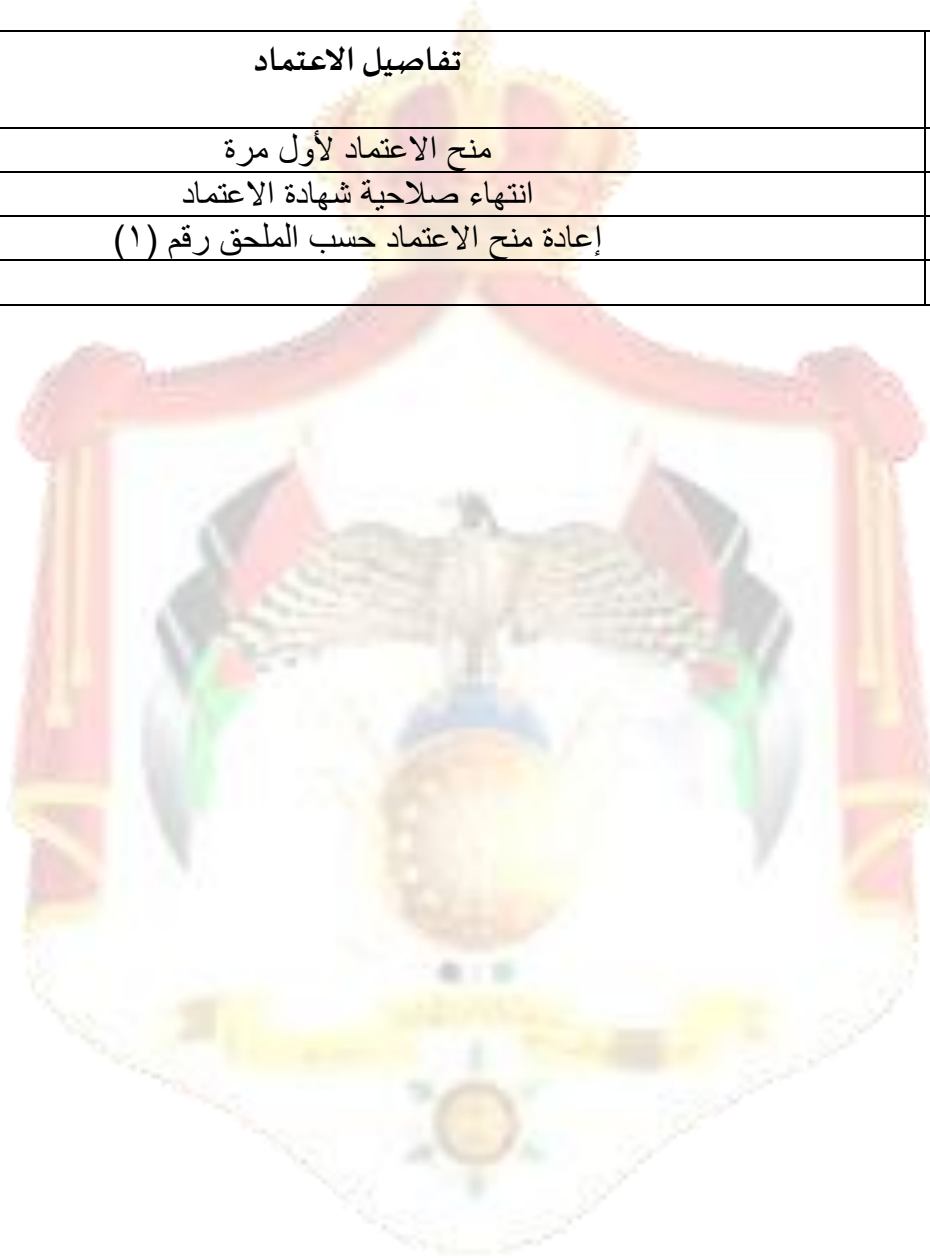 تفاصيل الاعتماد
منح الاعتماد لأول مرة
انتهاء صلاحية شهادة الاعتماد
إعادة منح الاعتماد حسب الملحق رقم (١)